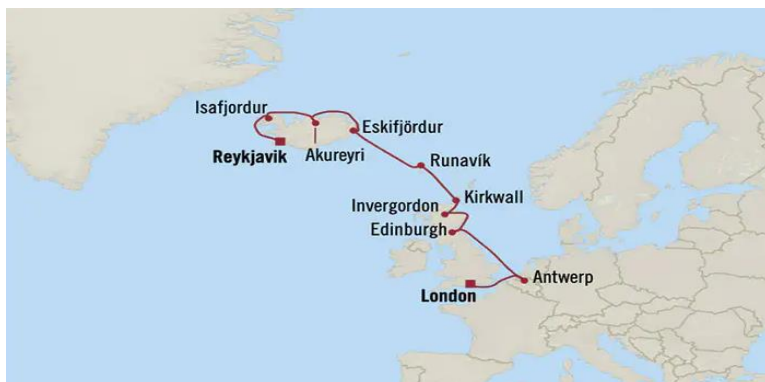 Isafjordur
Eskifjördur
Reykjavik
Akureyri
Runavík
Kirkwall
Invergordon
Edinburgh
Antwerp
London